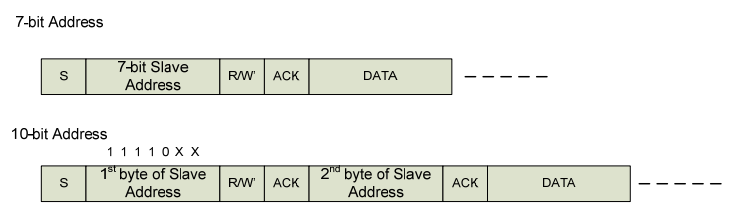 7-bit Address
S 7-bit Slave Address R/W' ACK DATA
10-bit Address
1 1 1 1 0 X X
S 1st byte of Slave Address R/W' ACK 2nd byte of Slave Address ACK DATA